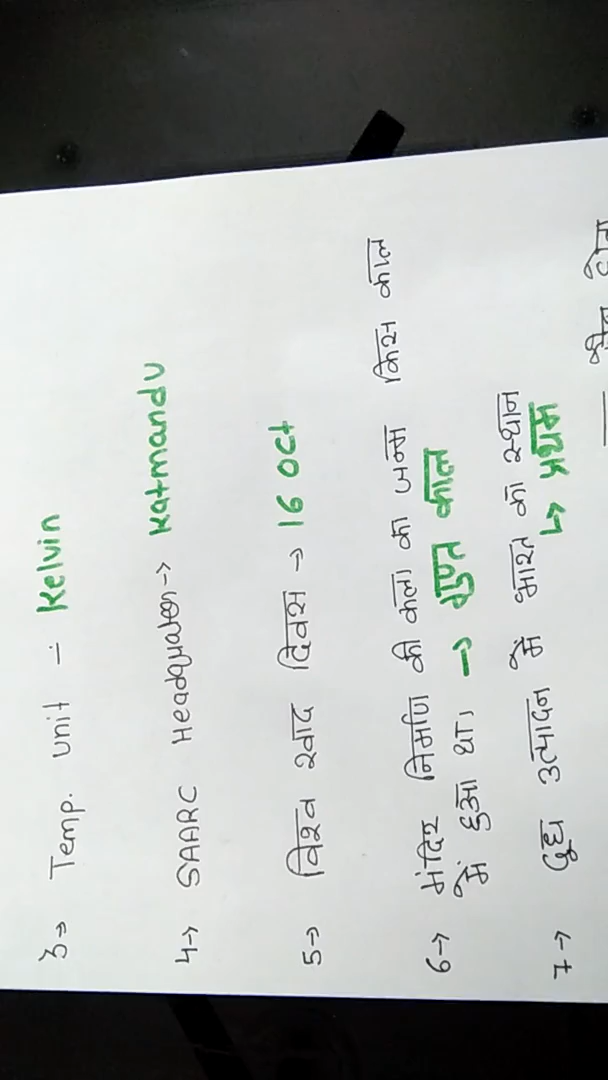 3→ Temp. unit ÷ Kelvin
4→ SAARC Headquater → Katmandu
5→ विश्व खाद दिवस → 16 Oct
6→ मंदिर निर्माण की कला का जन्म किस काल
में हुआ था। → गुप्त काल
7→ दुग्ध उत्पादन में भारत का स्थान
↳ प्रथम